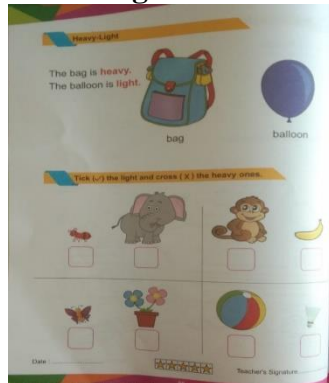 Heavy-Light
The bag is heavy.
The balloon is light.
bag
balloon
Tick (✓) the light and cross ( X ) the heavy ones.
Date :
Teacher's Signature